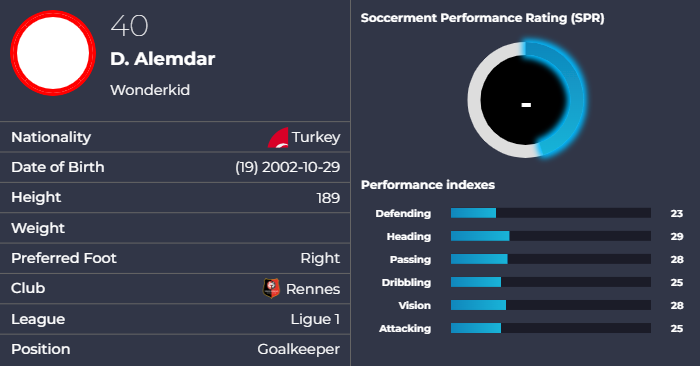 40
D. Alemdar
Wonderkid
Nationality Turkey
Date of Birth (19) 2002-10-29
Height 189
Weight
Preferred Foot Right
Club Rennes
League Ligue 1
Position Goalkeeper
Soccerment Performance Rating (SPR)
-
Performance indexes
Defending 23
Heading 29
Passing 28
Dribbling 25
Vision 28
Attacking 25